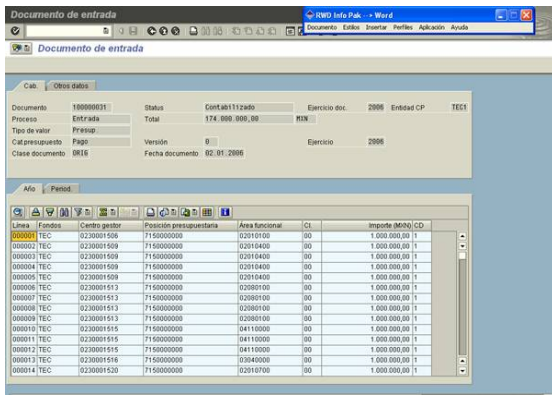 Documento de entrada
RWD Info Pak --> Word
Documento Estilos Insertar Perfiles Aplicación Ayuda
Documento de entrada
Cab. Otros datos
Documento 100000031 Status Contabilizado Ejercicio doc. 2006 Entidad CP TEC1
Proceso Entrada Total 174.000.000,00 MXN
Tipo de valor Presup.
Cat.presupuesto Pago Versión 0 Ejercicio 2006
Clase documento ORIG Fecha documento 02.01.2006
Año Period.
Línea Fondos Centro gestor Posición presupuestaria Área funcional Cl. Importe (MXN) CD
000001 TEC 0230001506 7150000000 02010100 00 1.000.000,00 1
000002 TEC 0230001509 7150000000 02010400 00 1.000.000,00 1
000003 TEC 0230001509 7150000000 02010400 00 1.000.000,00 1
000004 TEC 0230001509 7150000000 02010400 00 1.000.000,00 1
000005 TEC 0230001509 7150000000 02010400 00 1.000.000,00 1
000006 TEC 0230001513 7150000000 02080100 00 1.000.000,00 1
000007 TEC 0230001513 7150000000 02080100 00 1.000.000,00 1
000008 TEC 0230001513 7150000000 02080100 00 1.000.000,00 1
000009 TEC 0230001513 7150000000 02080100 00 1.000.000,00 1
000010 TEC 0230001515 7150000000 04110000 00 1.000.000,00 1
000011 TEC 0230001515 7150000000 04110000 00 1.000.000,00 1
000012 TEC 0230001515 7150000000 04110000 00 1.000.000,00 1
000013 TEC 0230001516 7150000000 03040000 00 1.000.000,00 1
000014 TEC 0230001520 7150000000 02010700 00 1.000.000,00 1